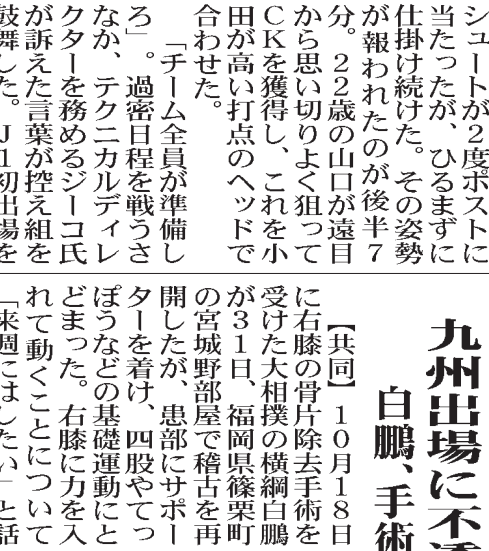 シュートが2度ポストに
当たったが、ひるまずに
仕掛け続けた。その姿勢
が報われたのが後半7
分。22歳の山口が遠目
から思い切りよく狙って
CKを獲得し、これを小
田が高い打点のヘッドで
合わせた。
「チーム全員が準備し
ろ」。過密日程を戦うさ
なか、テクニカルディレ
クターを務めるジーコ氏
が訴えた言葉が控え組を
鼓舞した。J1初出場を
九州出場に不
白鵬、手術
【共同】10月18日
に右膝の骨片除去手術を
受けた大相撲の横綱白鵬
が31日、福岡県篠栗町
の宮城野部屋で稽古を再
開したが、患部にサポー
ターを着け、四股やてっ
ぽうなどの基礎運動にと
どまった。右膝に力を入
れて動くことについて
「来週にはしたい」と話